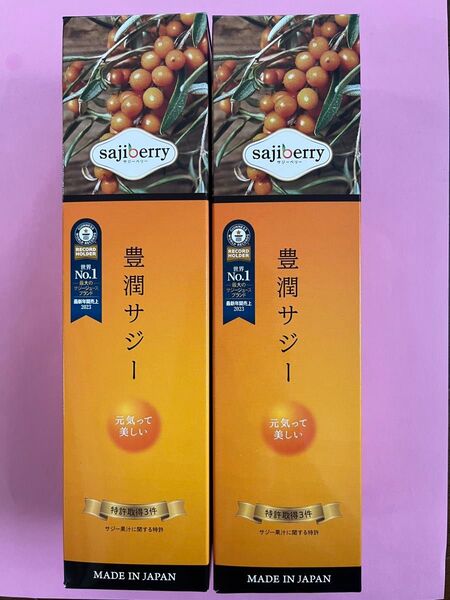 sajiberry
サジーベリー
RECORD
HOLDER
世界
No.1
最大の
サジージュース
ブランド
最新年間売上
2023
豊潤サジー
元気って
美しい
特許取得3件
サジー果汁に関する特許
MADE IN JAPAN
sajiberry
サジーベリー
RECORD
HOLDER
世界
No.1
最大の
サジージュース
ブランド
最新年間売上
2023
豊潤サジー
元気って
美しい
特許取得3件
サジー果汁に関する特許
MADE IN JAPAN